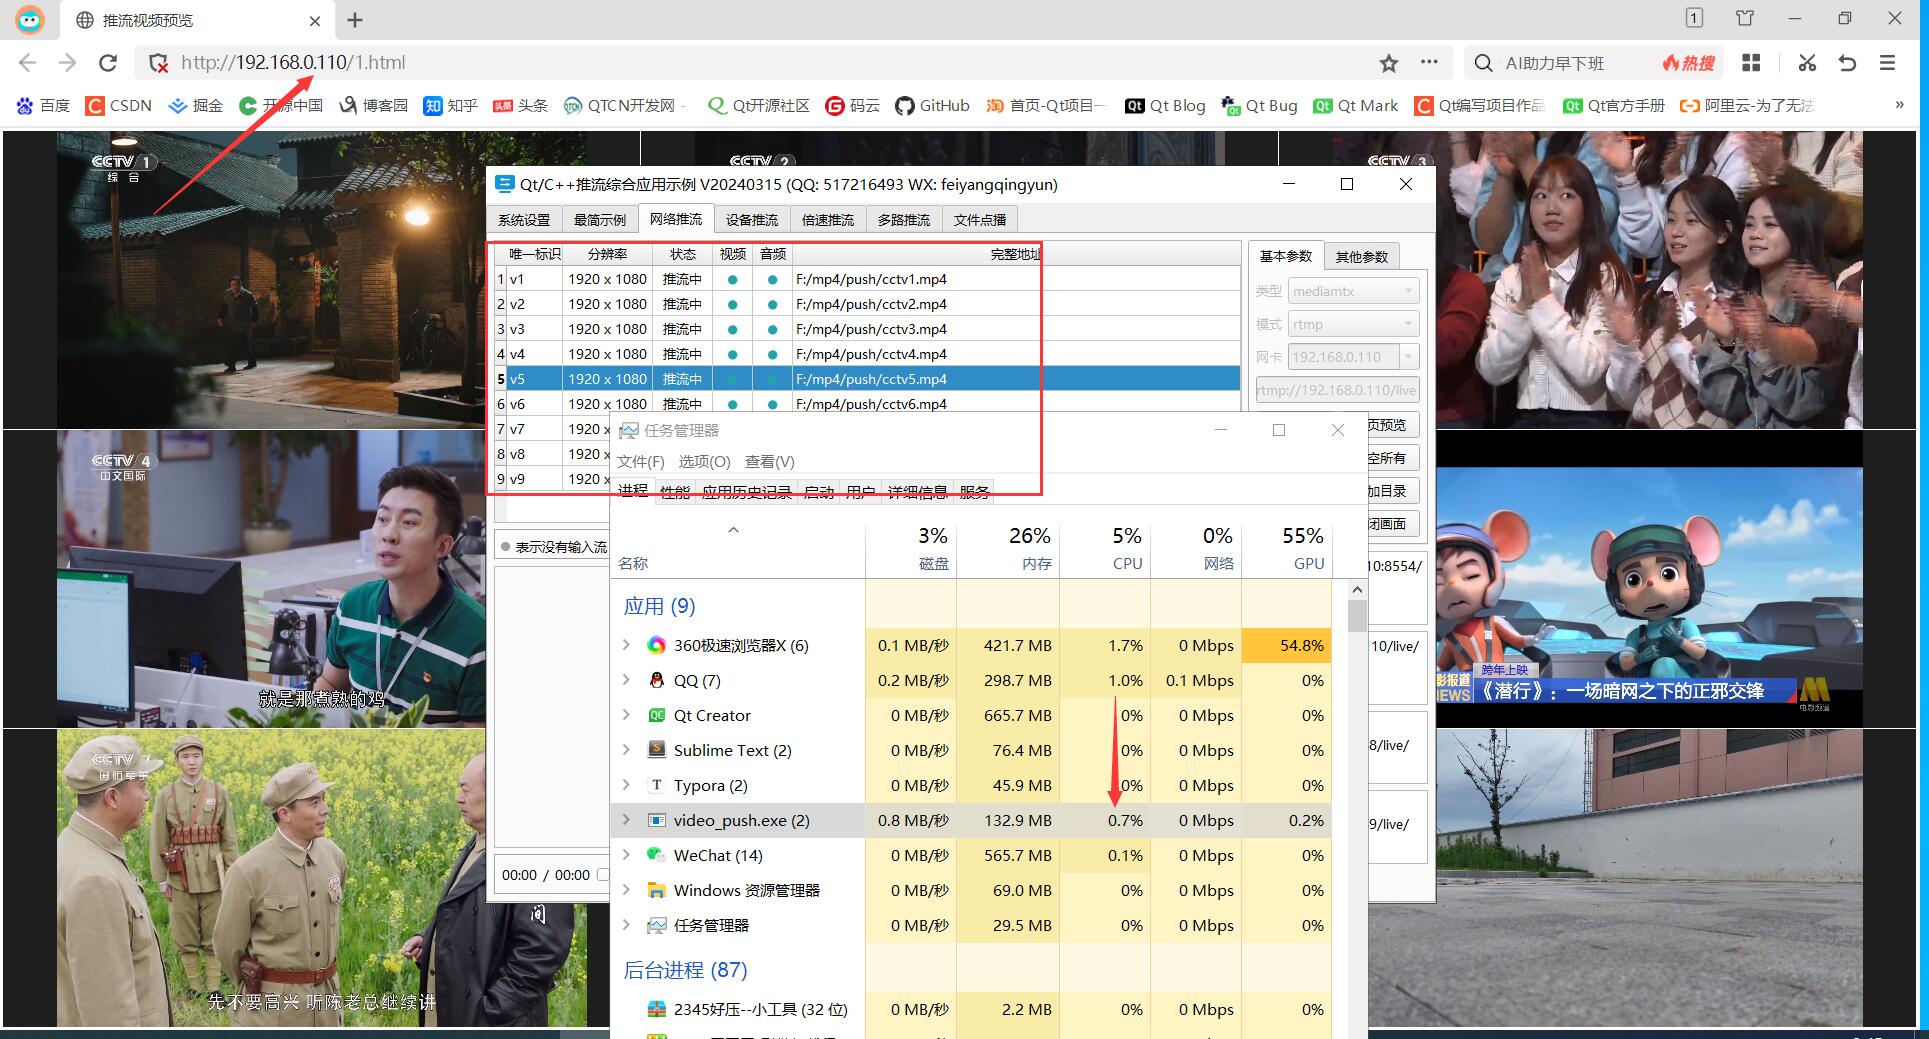 推流视频预览
1
http://192.168.0.110/1.html
AI助力早下班
热搜
百度
CSDN
掘金
开源中国
博客园
知 知乎
头条 头条
QTCN开发网 -
Qt开源社区
码云
GitHub
淘 首页-Qt项目一
Qt Qt Blog
Qt Bug
Qt Qt Mark
Qt编写项目作品
Qt Qt官方手册
阿里云-为了无法
»
CCTV 1
综合
CCTV 2
CCTV 3
Qt/C++推流综合应用示例 V20240315 (QQ: 517216493 WX: feiyangqingyun)
系统设置 最简示例 网络推流 设备推流 倍速推流 多路推流 文件点播
唯一标识 分辨率 状态 视频 音频 完整地址
1 v1 1920 x 1080 推流中 F:/mp4/push/cctv1.mp4
2 v2 1920 x 1080 推流中 F:/mp4/push/cctv2.mp4
3 v3 1920 x 1080 推流中 F:/mp4/push/cctv3.mp4
4 v4 1920 x 1080 推流中 F:/mp4/push/cctv4.mp4
5 v5 1920 x 1080 推流中 F:/mp4/push/cctv5.mp4
6 v6 1920 x 1080 推流中 F:/mp4/push/cctv6.mp4
7 v7 1920 x
8 v8 1920 x
9 v9 1920 x
基本参数 其他参数
类型 mediamtx
模式 rtmp
网卡 192.168.0.110
rtmp://192.168.0.110/live
页预览
空所有
加目录
闭画面
10:8554/
10/live/
8/live/
9/live/
表示没有输入流
00:00 / 00:00
任务管理器
文件(F) 选项(O) 查看(V)
进程 性能 应用历史记录 启动 用户 详细信息 服务
3% 26% 5% 0% 55%
名称 磁盘 内存 CPU 网络 GPU
应用 (9)
360极速浏览器X (6) 0.1 MB/秒 421.7 MB 1.7% 0 Mbps 54.8%
QQ (7) 0.2 MB/秒 298.7 MB 1.0% 0.1 Mbps 0%
Qt Creator 0 MB/秒 665.7 MB 0% 0 Mbps 0%
Sublime Text (2) 0 MB/秒 76.4 MB 0% 0 Mbps 0%
Typora (2) 0 MB/秒 45.9 MB 0% 0 Mbps 0%
video_push.exe (2) 0.8 MB/秒 132.9 MB 0.7% 0 Mbps 0.2%
WeChat (14) 0 MB/秒 565.7 MB 0.1% 0 Mbps 0%
Windows 资源管理器 0 MB/秒 69.0 MB 0% 0 Mbps 0%
任务管理器 0 MB/秒 29.5 MB 0% 0 Mbps 0%
后台进程 (87)
2345好压--小工具 (32 位) 0 MB/秒 2.2 MB 0% 0 Mbps 0%
CCTV 4
中文国际
就是那煮熟的鸡
跨年上映
影报道
NEWS
《潜行》：一场暗网之下的正邪交锋
电影频道
CCTV 7
国防军事
间
先不要高兴 听陈老总继续讲